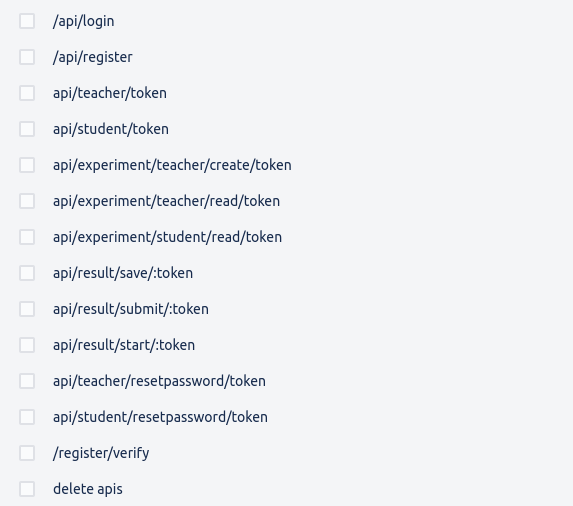 /api/login
/api/register
api/teacher/token
api/student/token
api/experiment/teacher/create/token
api/experiment/teacher/read/token
api/experiment/student/read/token
api/result/save/:token
api/result/submit/:token
api/result/start/:token
api/teacher/resetpassword/token
api/student/resetpassword/token
/register/verify
delete apis